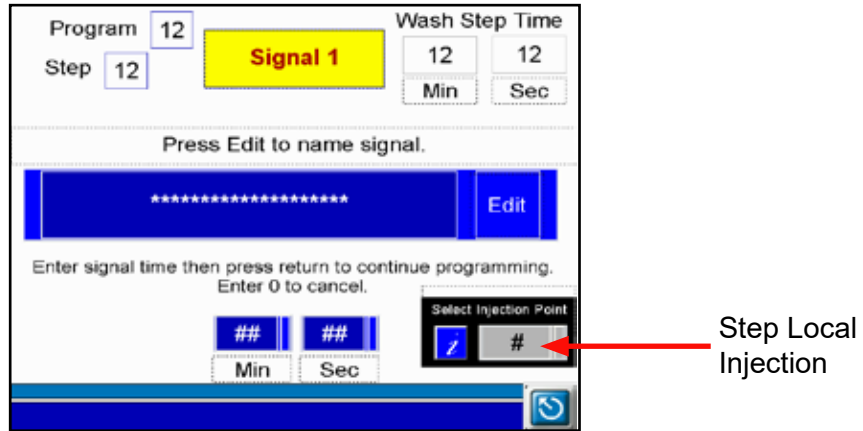 Program 12
Step 12
Signal 1
Wash Step Time
12 12
Min Sec
Press Edit to name signal.
******************** Edit
Enter signal time then press return to continue programming.
Enter 0 to cancel.
## ##
Min Sec
Select Injection Point
i #
Step Local
Injection